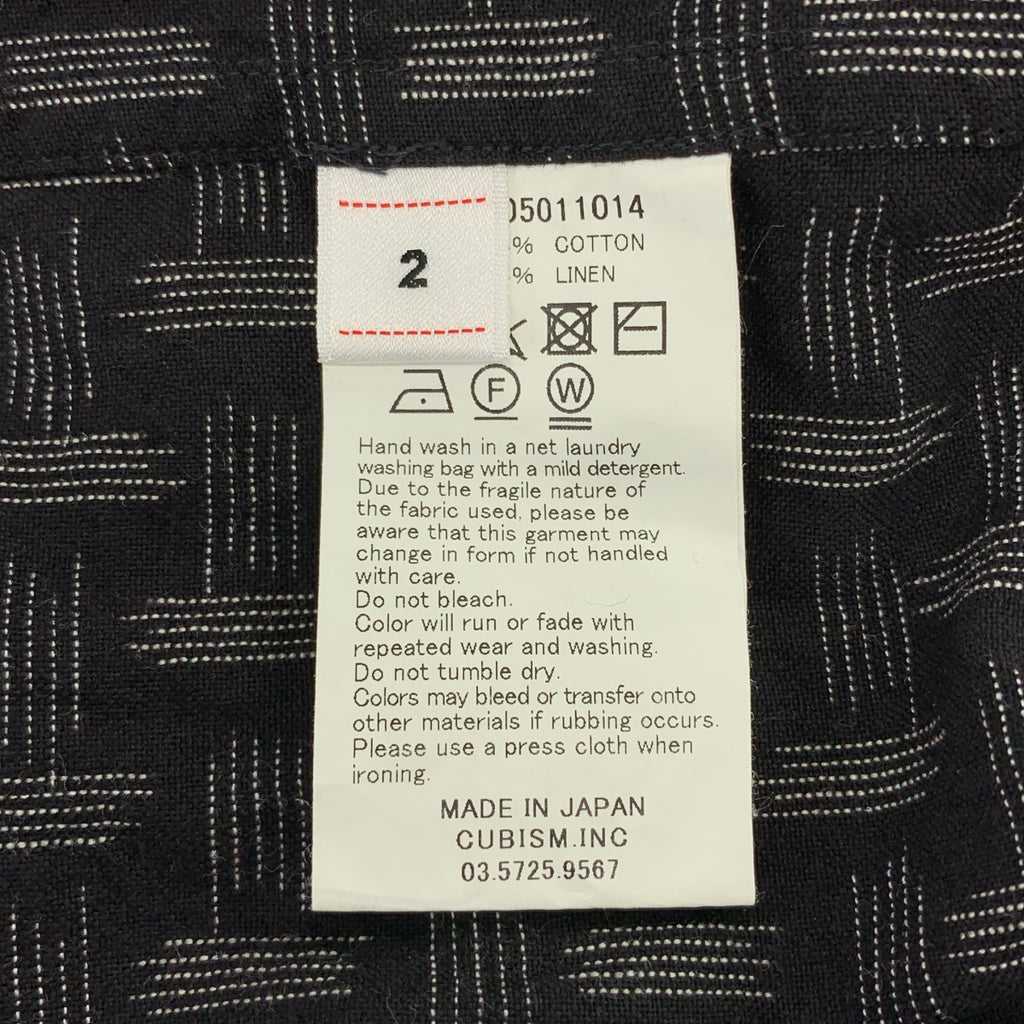 2
05011014
% COTTON
% LINEN
F
W
Hand wash in a net laundry
washing bag with a mild detergent.
Due to the fragile nature of
the fabric used, please be
aware that this garment may
change in form if not handled
with care.
Do not bleach.
Color will run or fade with
repeated wear and washing.
Do not tumble dry.
Colors may bleed or transfer onto
other materials if rubbing occurs.
Please use a press cloth when
ironing.
MADE IN JAPAN
CUBISM.INC
03.5725.9567